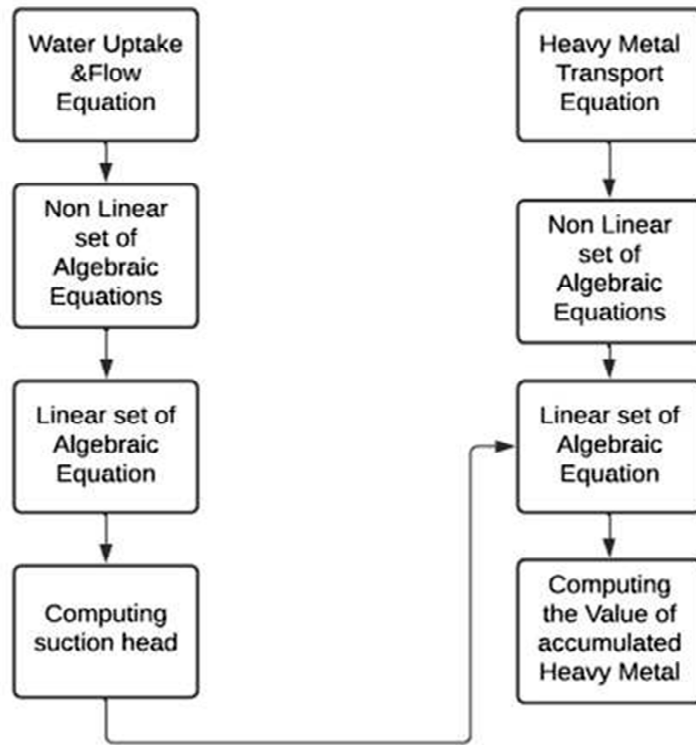 Water Uptake
&Flow
Equation
Non Linear
set of
Algebraic
Equations
Linear set of
Algebraic
Equation
Computing
suction head
Heavy Metal
Transport
Equation
Non Linear
set of
Algebraic
Equations
Linear set of
Algebraic
Equation
Computing
the Value of
accumulated
Heavy Metal